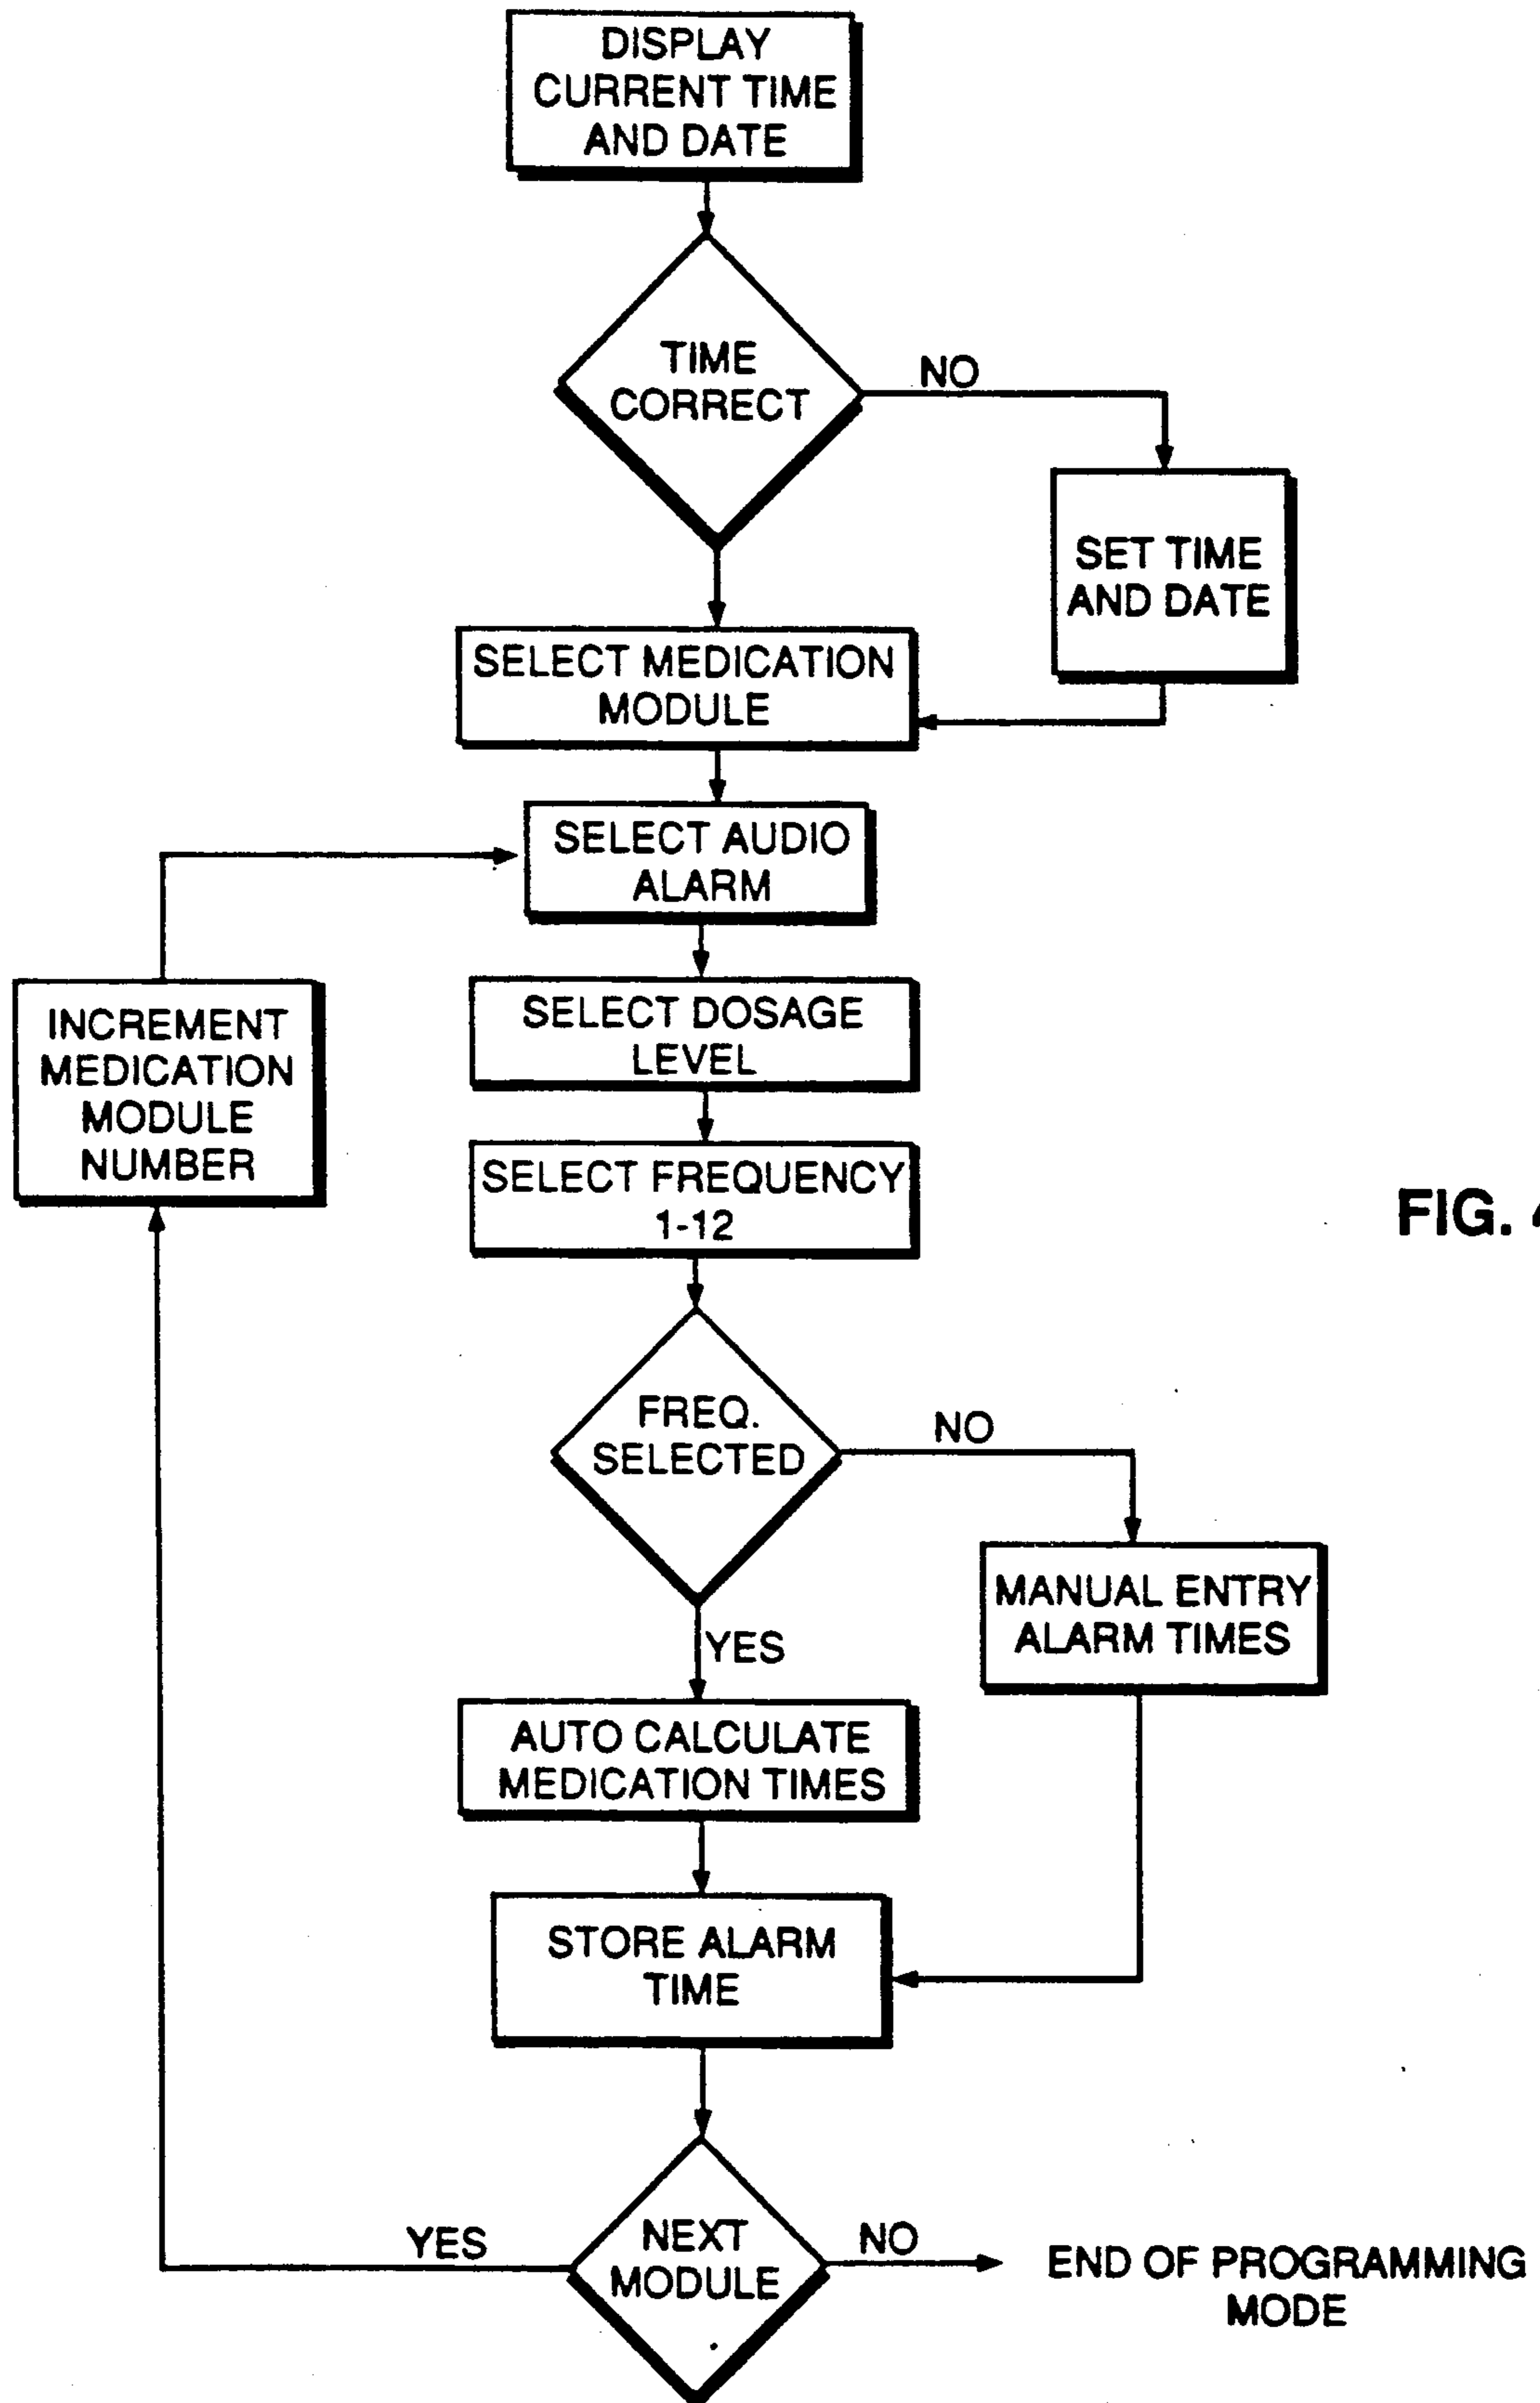 DISPLAY
CURRENT TIME
AND DATE
TIME
CORRECT
NO
SET TIME
AND DATE
SELECT MEDICATION
MODULE
SELECT AUDIO
ALARM
INCREMENT
MEDICATION
MODULE
NUMBER
SELECT DOSAGE
LEVEL
SELECT FREQUENCY
1-12
FIG. 4
FREQ.
SELECTED
NO
MANUAL ENTRY
ALARM TIMES
YES
AUTO CALCULATE
MEDICATION TIMES
STORE ALARM
TIME
NEXT
MODULE
YES
NO
END OF PROGRAMMING
MODE